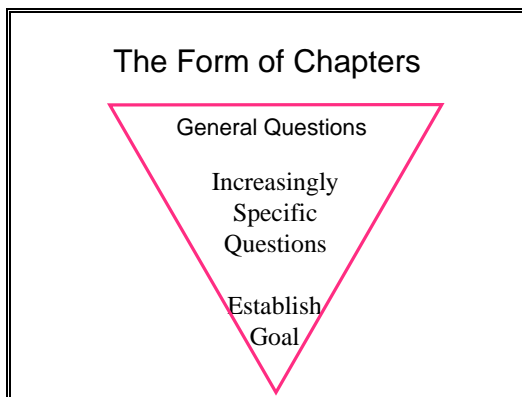 The Form of Chapters
General Questions
Increasingly
Specific
Questions
Establish
Goal